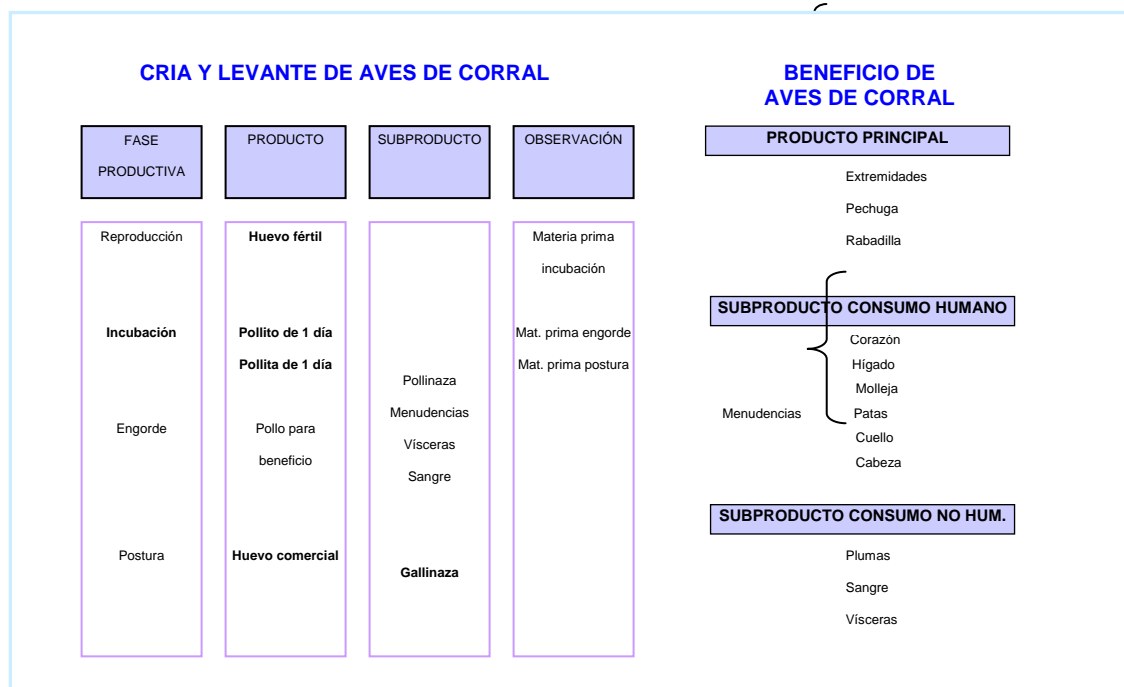 CRIA Y LEVANTE DE AVES DE CORRAL
FASE
PRODUCTIVA
PRODUCTO
SUBPRODUCTO
OBSERVACIÓN
Reproducción
Huevo fértil
Materia prima
incubación
Incubación
Pollito de 1 día
Mat. prima engorde
Pollita de 1 día
Mat. prima postura
Pollinaza
Menudencias
Engorde
Pollo para
beneficio
Vísceras
Sangre
Postura
Huevo comercial
Gallinaza
BENEFICIO DE
AVES DE CORRAL
PRODUCTO PRINCIPAL
Extremidades
Pechuga
Rabadilla
SUBPRODUCTO CONSUMO HUMANO
Corazón
Hígado
Molleja
Menudencias
Patas
Cuello
Cabeza
SUBPRODUCTO CONSUMO NO HUM.
Plumas
Sangre
Vísceras